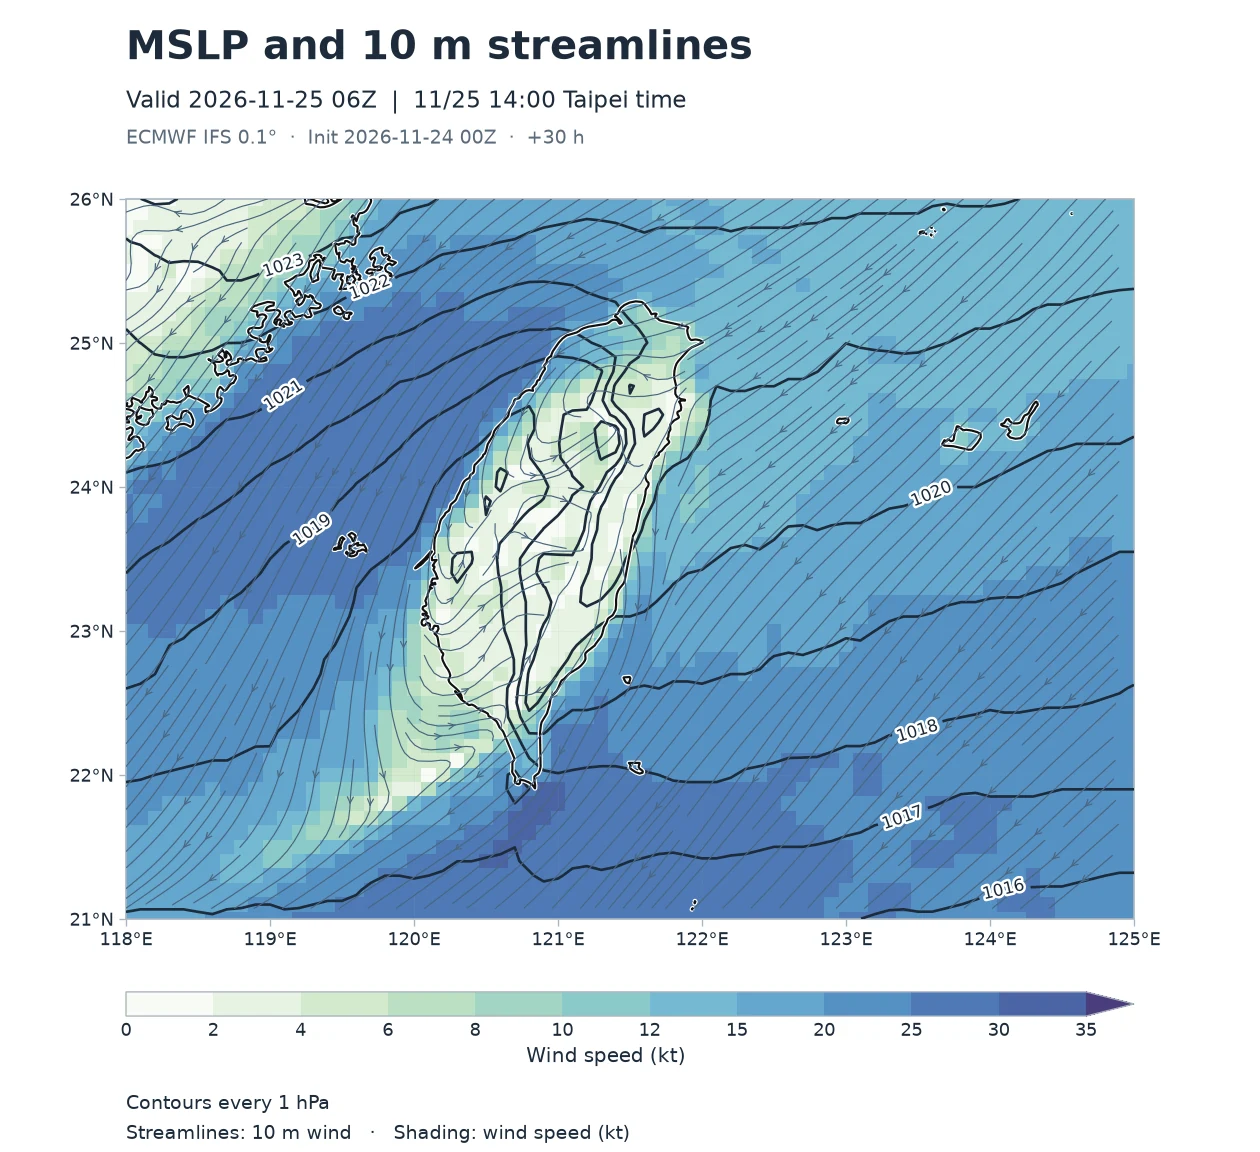 MSLP and 10 m streamlines
Valid 2026-11-25 06Z | 11/25 14:00 Taipei time
ECMWF IFS 0.1° · Init 2026-11-24 00Z · +30 h
26°N
1023
1022
25°N
1021
24°N
1020
1019
23°N
1018
22°N
1017
1016
21°N
118°E 119°E 120°E 121°E 122°E 123°E 124°E 125°E
0 2 4 6 8 10 12 15 20 25 30 35
Wind speed (kt)
Contours every 1 hPa
Streamlines: 10 m wind · Shading: wind speed (kt)